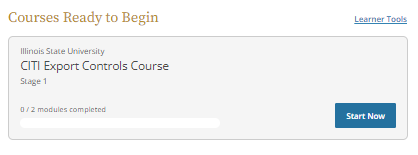 Courses Ready to Begin
Learner Tools
Illinois State University
CITI Export Controls Course
Stage 1
0 / 2 modules completed
Start Now